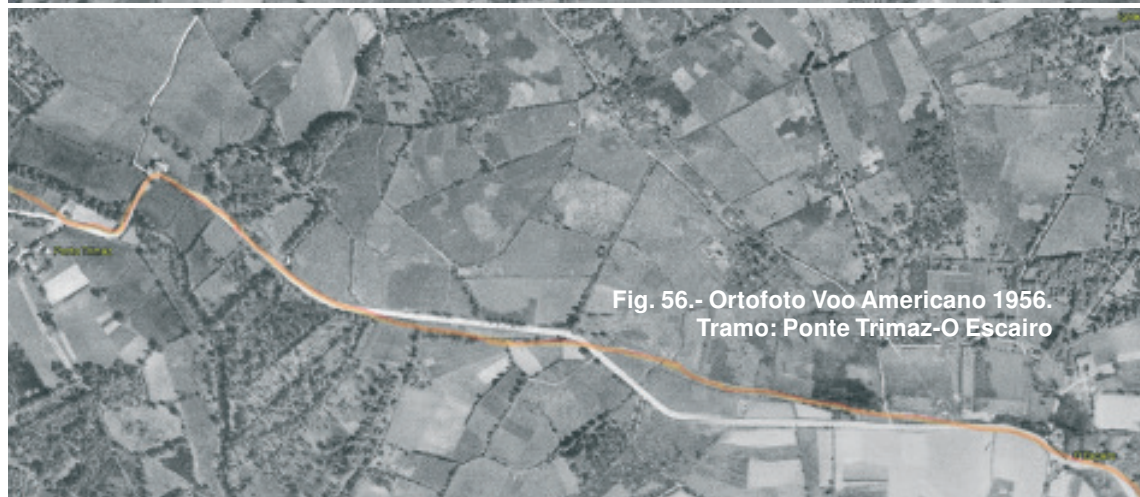 Fig. 56.- Ortofoto Voo Americano 1956.
Tramo: Ponte Trimaz-O Escairo